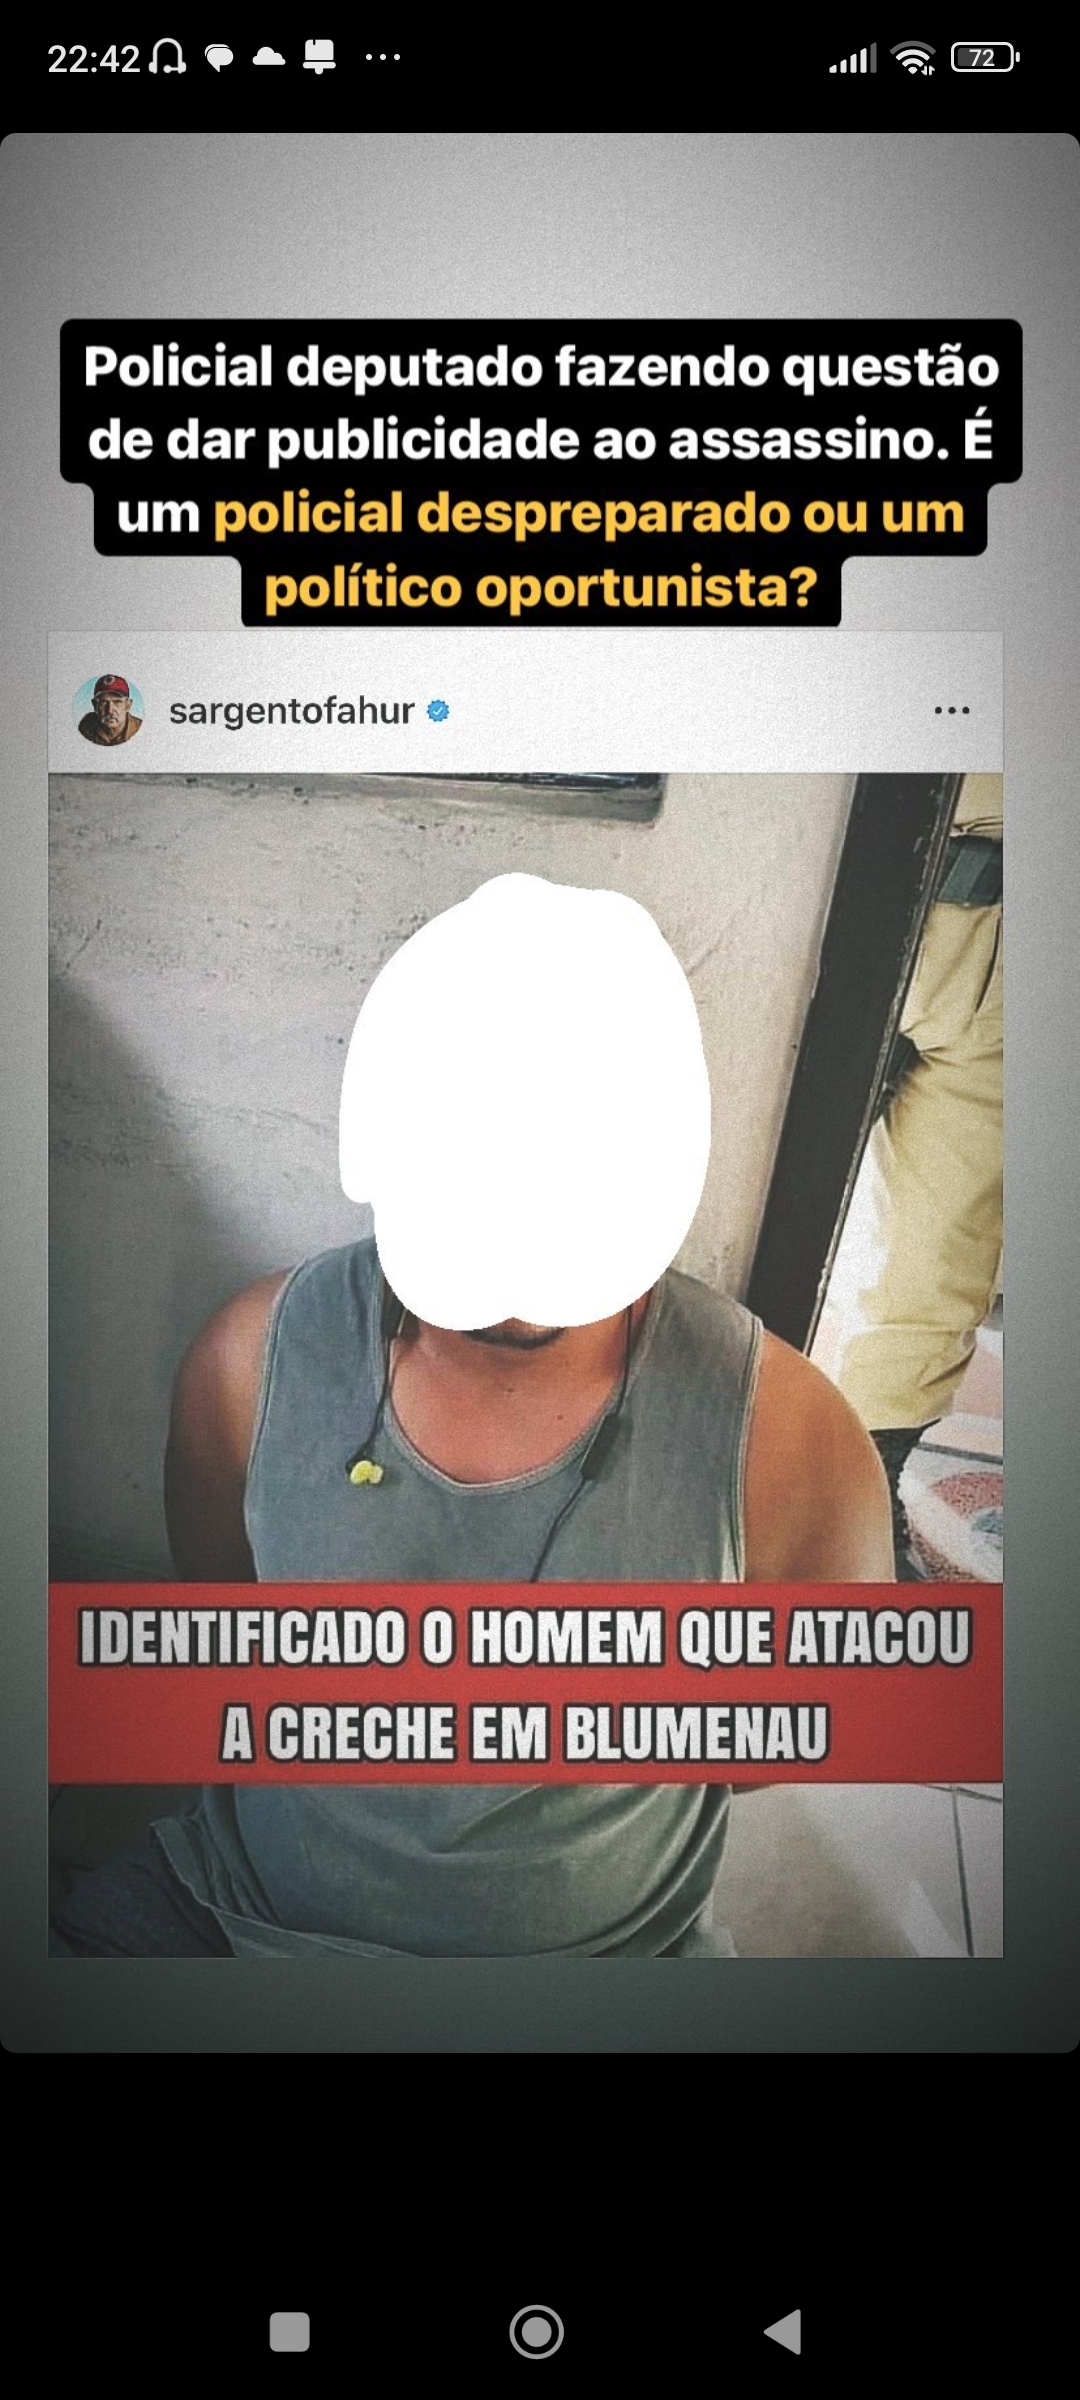 22:42
72
Policial deputado fazendo questão
de dar publicidade ao assassino. É
um policial despreparado ou um
político oportunista?
sargentofahur
IDENTIFICADO O HOMEM QUE ATACOU
A CRECHE EM BLUMENAU